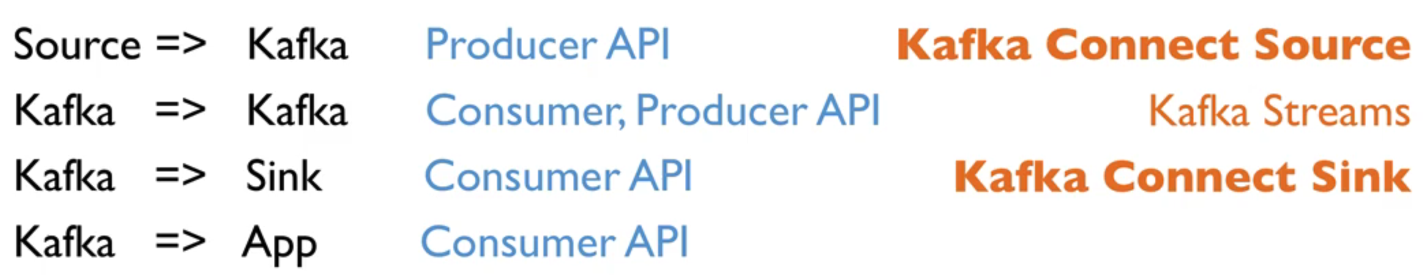 Source => Kafka Producer API Kafka Connect Source
Kafka => Kafka Consumer, Producer API Kafka Streams
Kafka => Sink Consumer API Kafka Connect Sink
Kafka => App Consumer API